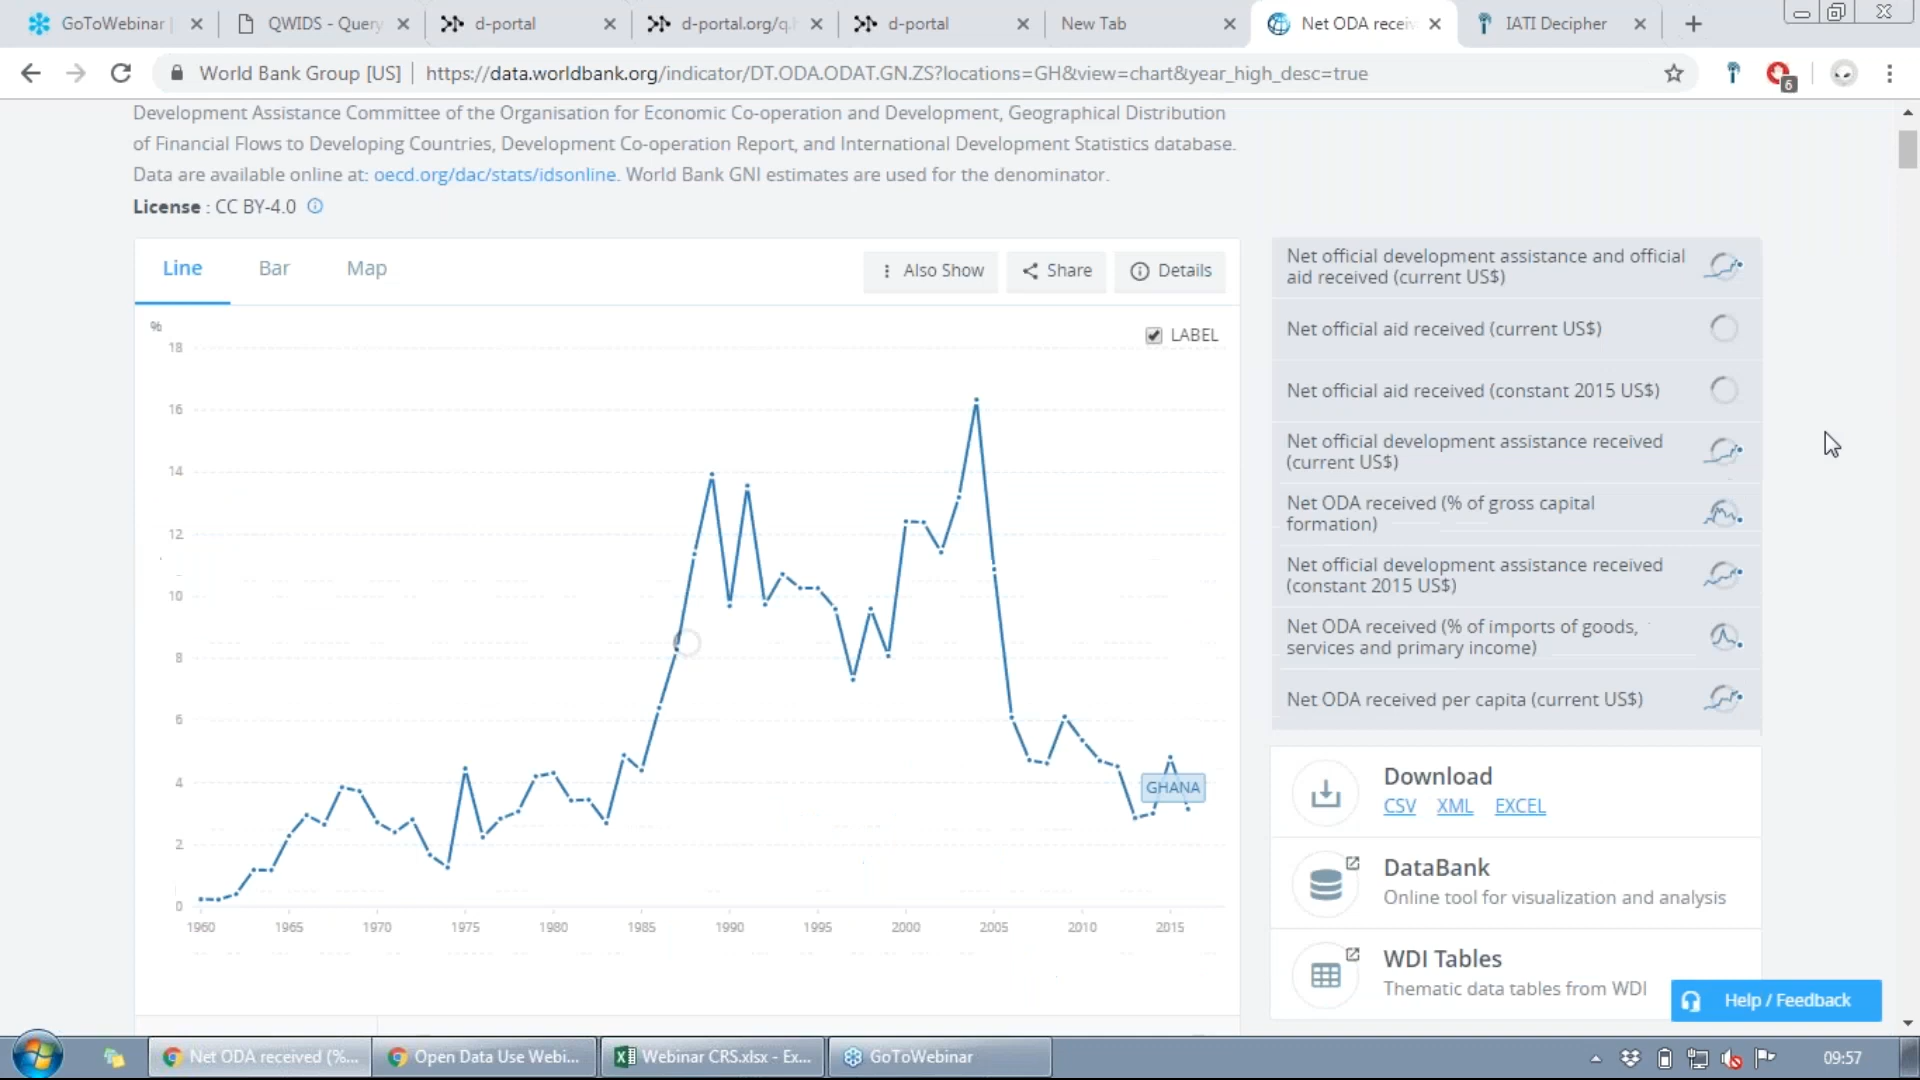 GoToWebinar
QWIDS - Query
d-portal
d-portal.org/q.h
d-portal
New Tab
Net ODA receiv
IATI Decipher
World Bank Group [US]
https://data.worldbank.org/indicator/DT.ODA.ODAT.GN.ZS?locations=GH&view=chart&year_high_desc=true
6
Development Assistance Committee of the Organisation for Economic Co-operation and Development, Geographical Distribution
of Financial Flows to Developing Countries, Development Co-operation Report, and International Development Statistics database.
Data are available online at: oecd.org/dac/stats/idsonline. World Bank GNI estimates are used for the denominator.
License : CC BY-4.0
Line
Bar
Map
Also Show
Share
Details
%
LABEL
18
16
14
12
10
8
6
4
2
0
GHANA
1960
1965
1970
1975
1980
1985
1990
1995
2000
2005
2010
2015
Net official development assistance and official
aid received (current US$)
Net official aid received (current US$)
Net official aid received (constant 2015 US$)
Net official development assistance received
(current US$)
Net ODA received (% of gross capital
formation)
Net official development assistance received
(constant 2015 US$)
Net ODA received (% of imports of goods,
services and primary income)
Net ODA received per capita (current US$)
Download
CSV XML EXCEL
DataBank
Online tool for visualization and analysis
WDI Tables
Thematic data tables from WDI
Help / Feedback
Net ODA received (%...
Open Data Use Webi...
Webinar CRS.xlsx - Ex...
GoToWebinar
09:57